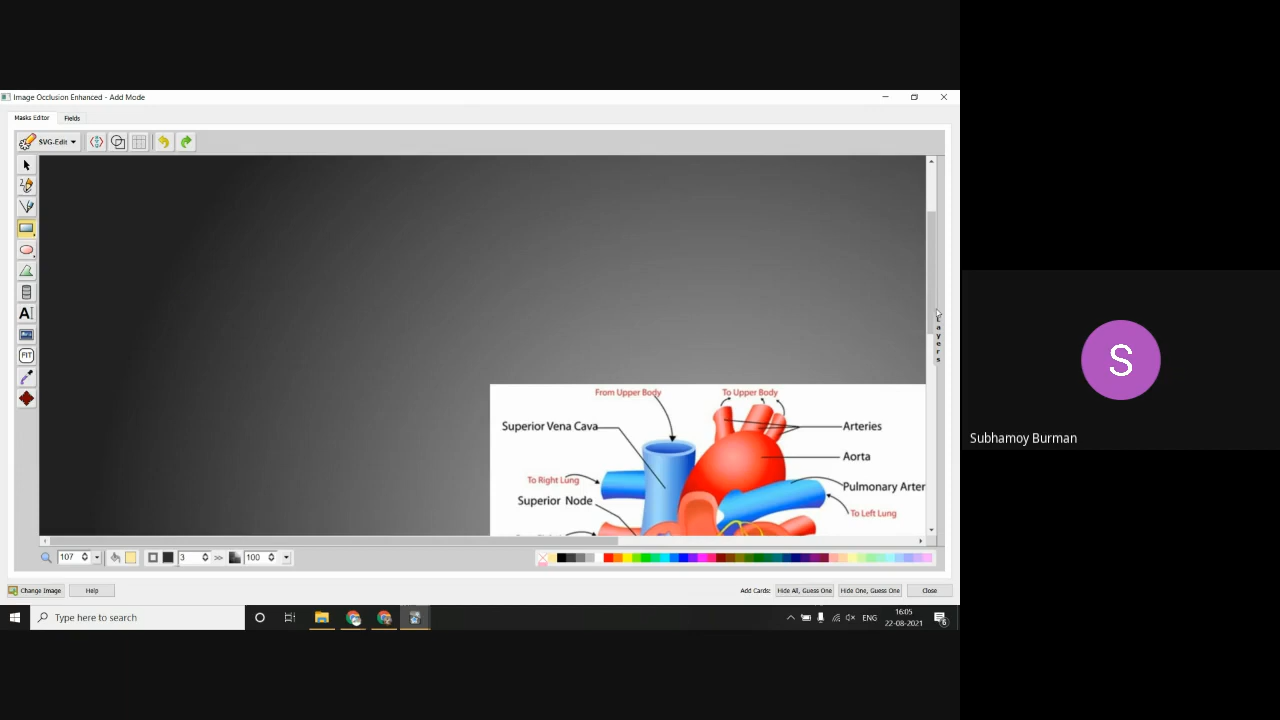 Image Occlusion Enhanced - Add Mode
Masks Editor Fields
SVG-Edit
Layers
From Upper Body To Upper Body
Superior Vena Cava Arteries
Aorta
To Right Lung Pulmonary Arter
Superior Node To Left Lung
A
FIT
107 3 >> 100
Change Image Help Add Cards: Hide All, Guess One Hide One, Guess One Close
Type here to search ENG 16:05
22-08-2021 6
S
Subhamoy Burman